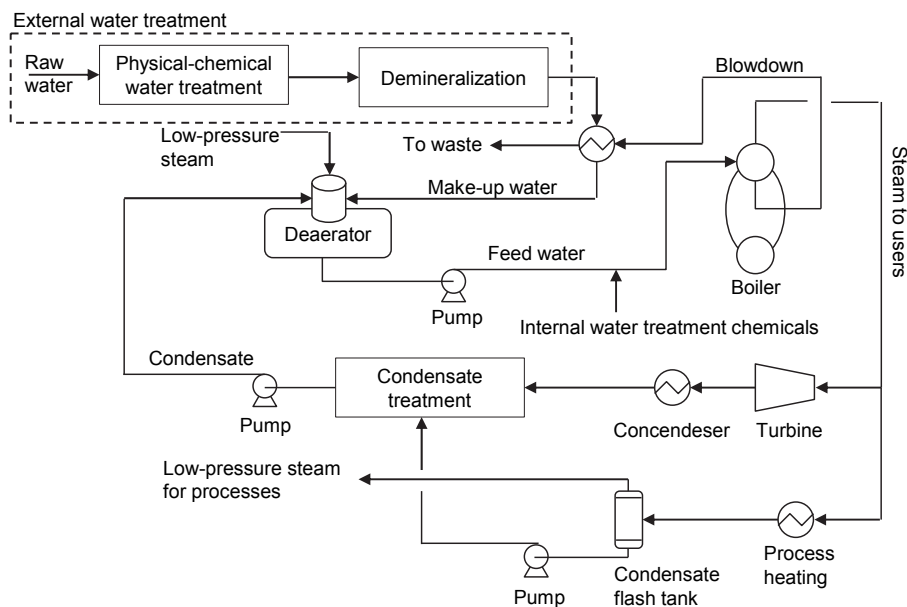 External water treatment
Raw
water
Physical-chemical
water treatment
Demineralization
Blowdown
Low-pressure
steam
To waste
Make-up water
Steam to users
Deaerator
Feed water
Boiler
Pump
Internal water treatment chemicals
Condensate
Condensate
treatment
Pump
Concendeser
Turbine
Low-pressure steam
for processes
Process
heating
Pump
Condensate
flash tank